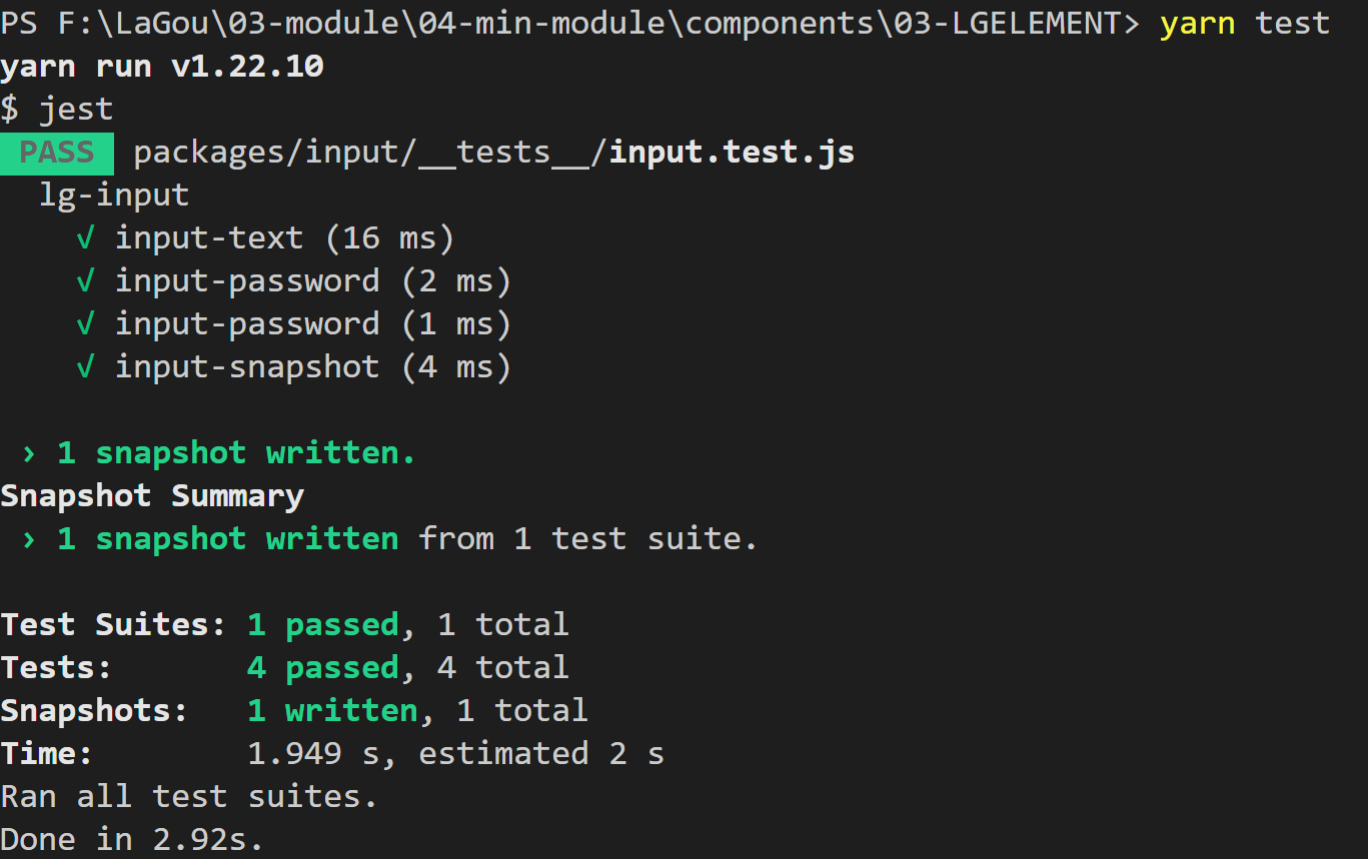 PS F:\LaGou\03-module\04-min-module\components\03-LGELEMENT> yarn test
yarn run v1.22.10
$ jest
PASS packages/input/__tests__/input.test.js
lg-input
√ input-text (16 ms)
√ input-password (2 ms)
√ input-password (1 ms)
√ input-snapshot (4 ms)
› 1 snapshot written.
Snapshot Summary
› 1 snapshot written from 1 test suite.
Test Suites: 1 passed, 1 total
Tests: 4 passed, 4 total
Snapshots: 1 written, 1 total
Time: 1.949 s, estimated 2 s
Ran all test suites.
Done in 2.92s.